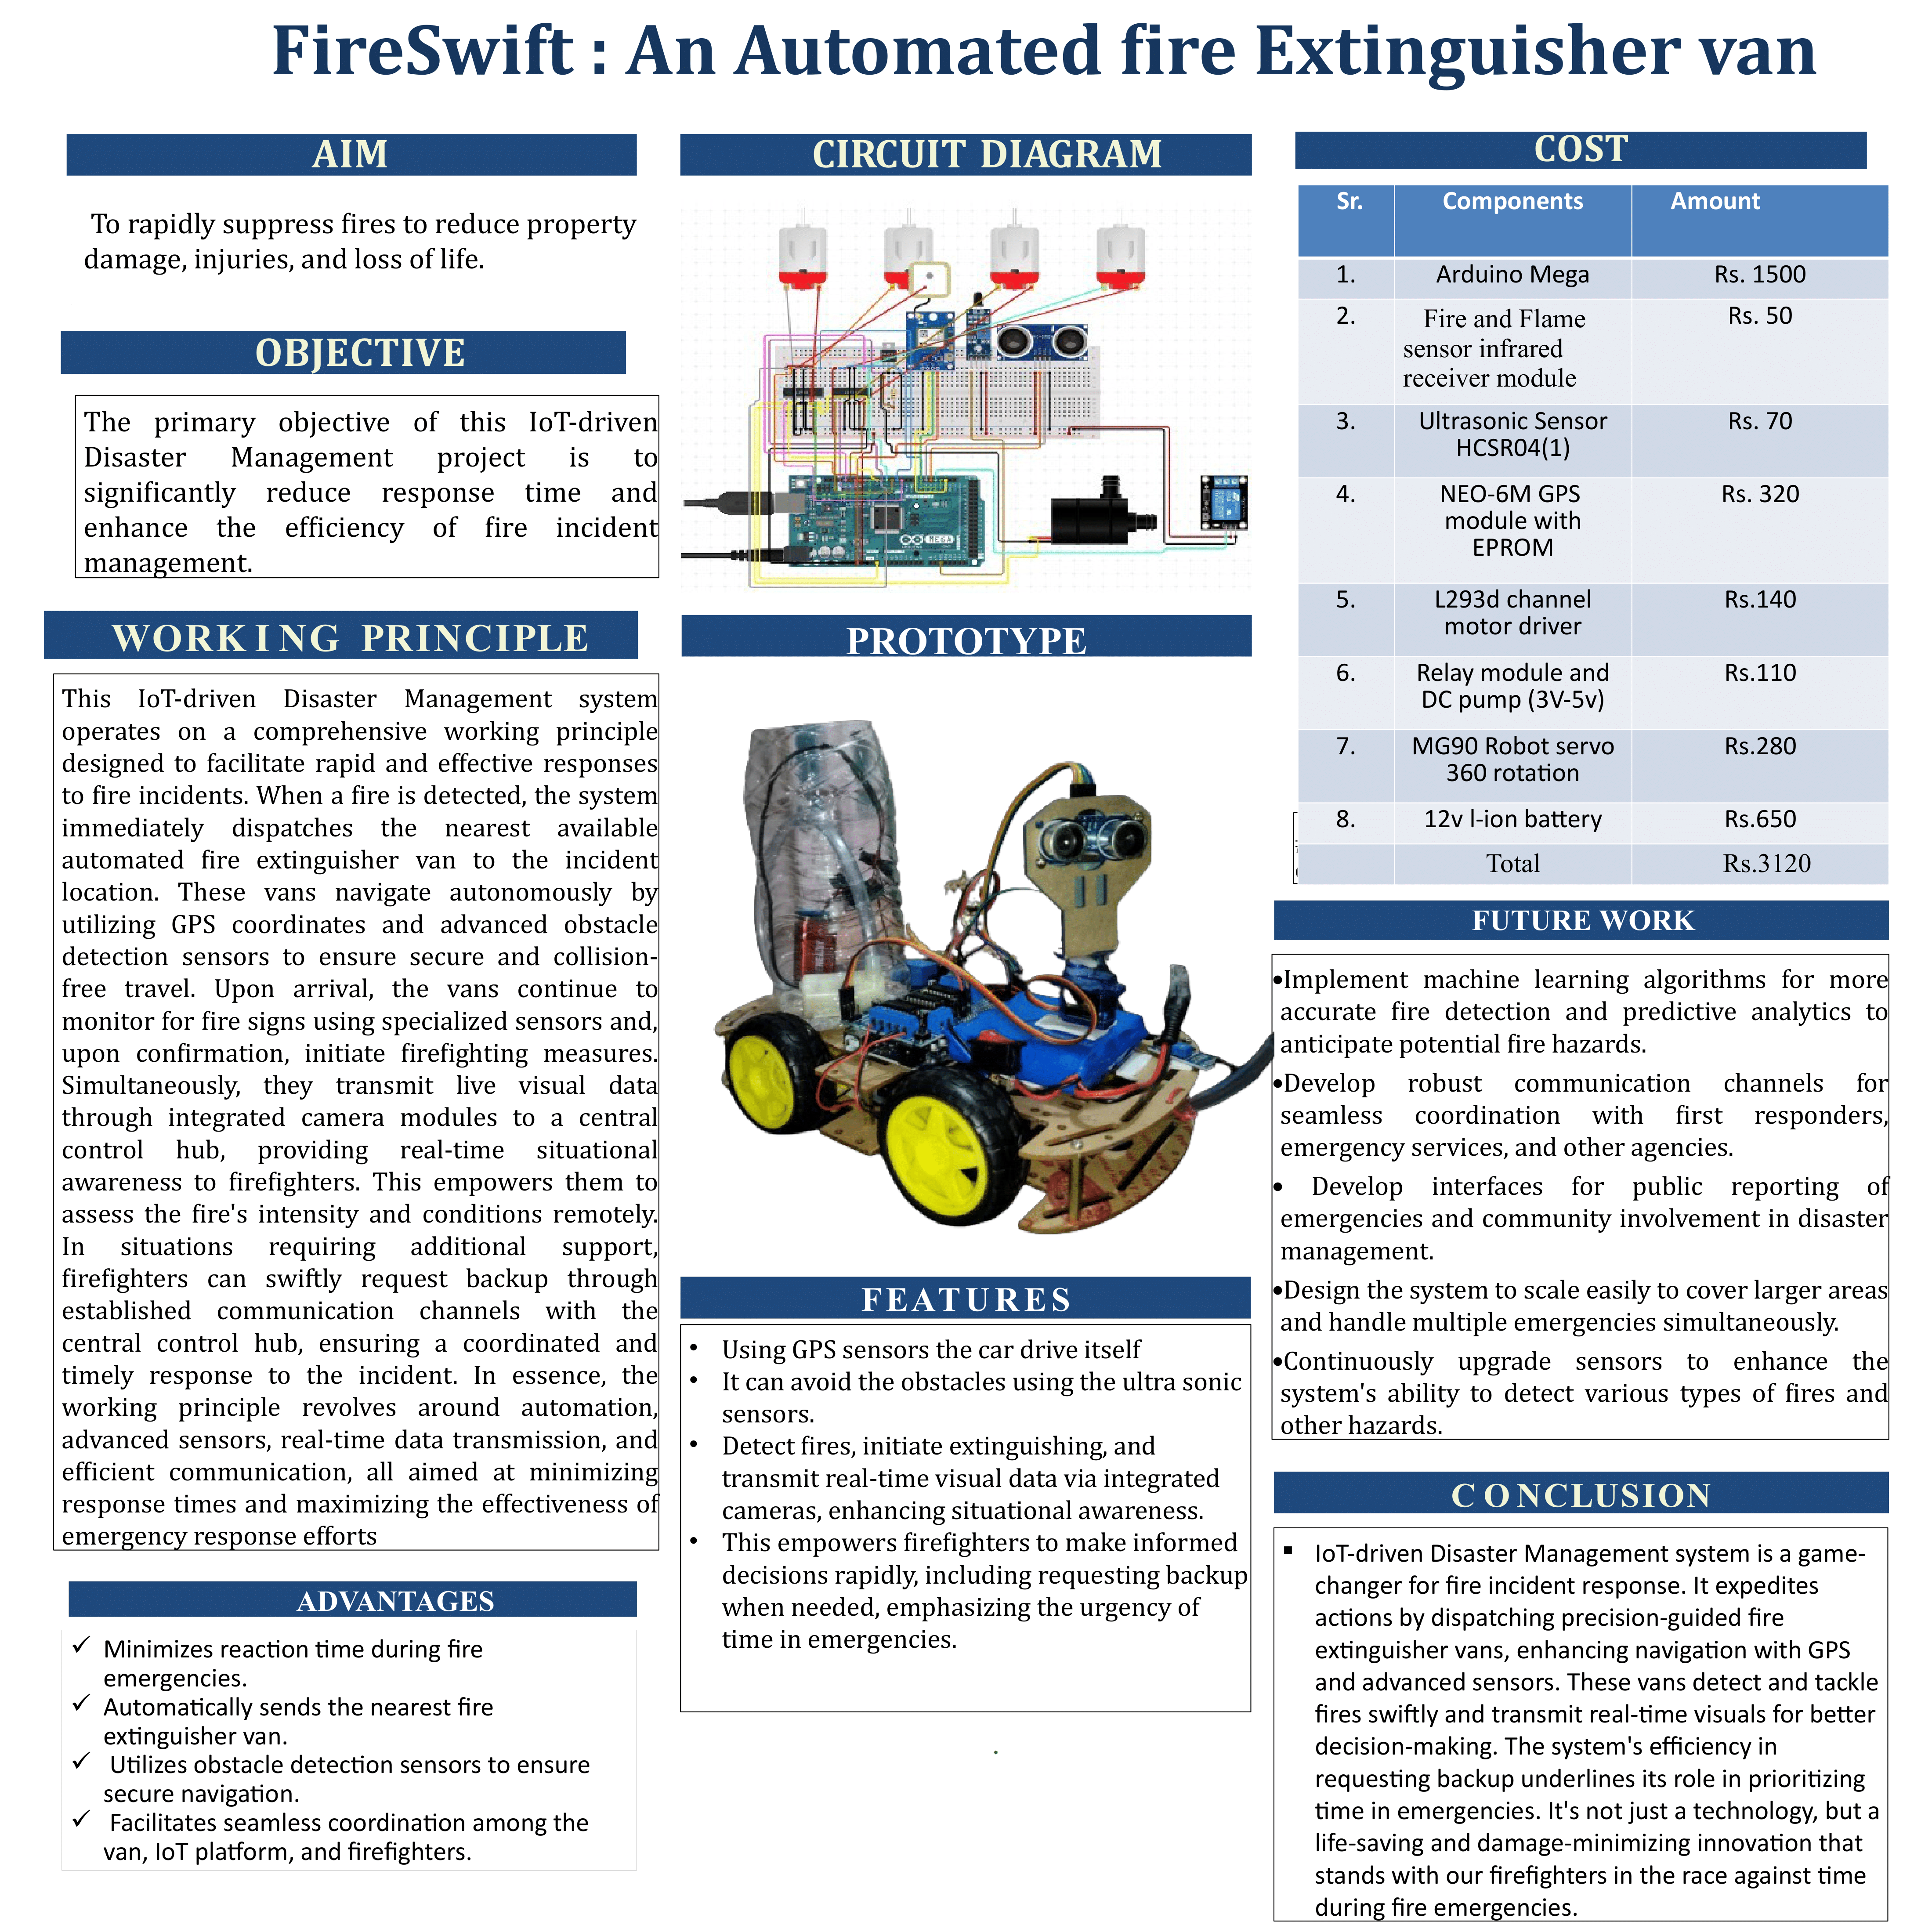 FireSwift : An Automated fire Extinguisher van
AIM
To rapidly suppress fires to reduce property
damage, injuries, and loss of life.
OBJECTIVE
The primary objective of this IoT-driven
Disaster Management project is to
significantly reduce response time and
enhance the efficiency of fire incident
management.
WORKING PRINCIPLE
This IoT-driven Disaster Management system
operates on a comprehensive working principle
designed to facilitate rapid and effective responses
to fire incidents. When a fire is detected, the system
immediately dispatches the nearest available
automated fire extinguisher van to the incident
location. These vans navigate autonomously by
utilizing GPS coordinates and advanced obstacle
detection sensors to ensure secure and collision-
free travel. Upon arrival, the vans continue to
monitor for fire signs using specialized sensors and,
upon confirmation, initiate firefighting measures.
Simultaneously, they transmit live visual data
through integrated camera modules to a central
control hub, providing real-time situational
awareness to firefighters. This empowers them to
assess the fire's intensity and conditions remotely.
In situations requiring additional support,
firefighters can swiftly request backup through
established communication channels with the
central control hub, ensuring a coordinated and
timely response to the incident. In essence, the
working principle revolves around automation,
advanced sensors, real-time data transmission, and
efficient communication, all aimed at minimizing
response times and maximizing the effectiveness of
emergency response efforts
ADVANTAGES
✓ Minimizes reaction time during fire
emergencies.
✓ Automatically sends the nearest fire
extinguisher van.
✓ Utilizes obstacle detection sensors to ensure
secure navigation.
✓ Facilitates seamless coordination among the
van, IoT platform, and firefighters.
CIRCUIT DIAGRAM
MEGA
PROTOTYPE
FEATURES
• Using GPS sensors the car drive itself
• It can avoid the obstacles using the ultra sonic
sensors.
• Detect fires, initiate extinguishing, and
transmit real-time visual data via integrated
cameras, enhancing situational awareness.
• This empowers firefighters to make informed
decisions rapidly, including requesting backup
when needed, emphasizing the urgency of
time in emergencies.
.
COST
Sr. Components Amount
1. Arduino Mega Rs. 1500
2. Fire and Flame Rs. 50
sensor infrared
receiver module
3. Ultrasonic Sensor Rs. 70
HCSR04(1)
4. NEO-6M GPS Rs. 320
module with
EPROM
5. L293d channel Rs.140
motor driver
6. Relay module and Rs.110
DC pump (3V-5v)
7. MG90 Robot servo Rs.280
360 rotation
8. 12v l-ion battery Rs.650
Total Rs.3120
FUTURE WORK
•Implement machine learning algorithms for more
accurate fire detection and predictive analytics to
anticipate potential fire hazards.
•Develop robust communication channels for
seamless coordination with first responders,
emergency services, and other agencies.
• Develop interfaces for public reporting of
emergencies and community involvement in disaster
management.
•Design the system to scale easily to cover larger areas
and handle multiple emergencies simultaneously.
•Continuously upgrade sensors to enhance the
system's ability to detect various types of fires and
other hazards.
CONCLUSION
▪ IoT-driven Disaster Management system is a game-
changer for fire incident response. It expedites
actions by dispatching precision-guided fire
extinguisher vans, enhancing navigation with GPS
and advanced sensors. These vans detect and tackle
fires swiftly and transmit real-time visuals for better
decision-making. The system's efficiency in
requesting backup underlines its role in prioritizing
time in emergencies. It's not just a technology, but a
life-saving and damage-minimizing innovation that
stands with our firefighters in the race against time
during fire emergencies.